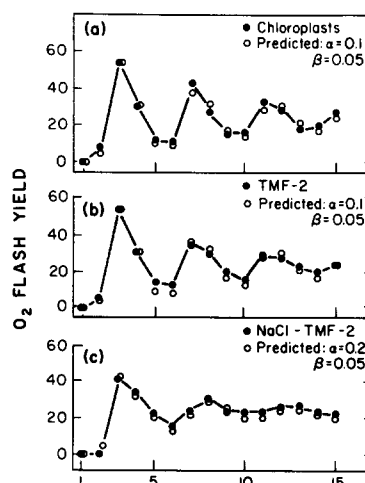 (a)
● Chloroplasts
○ Predicted: α=0.1
β=0.05
60
40
20
0
(b)
● TMF-2
○ Predicted: α=0.1
β=0.05
60
40
20
0
(c)
● NaCl - TMF-2
○ Predicted: α=0.2
β=0.05
60
40
20
0
1 5 10 15
O2 FLASH YIELD